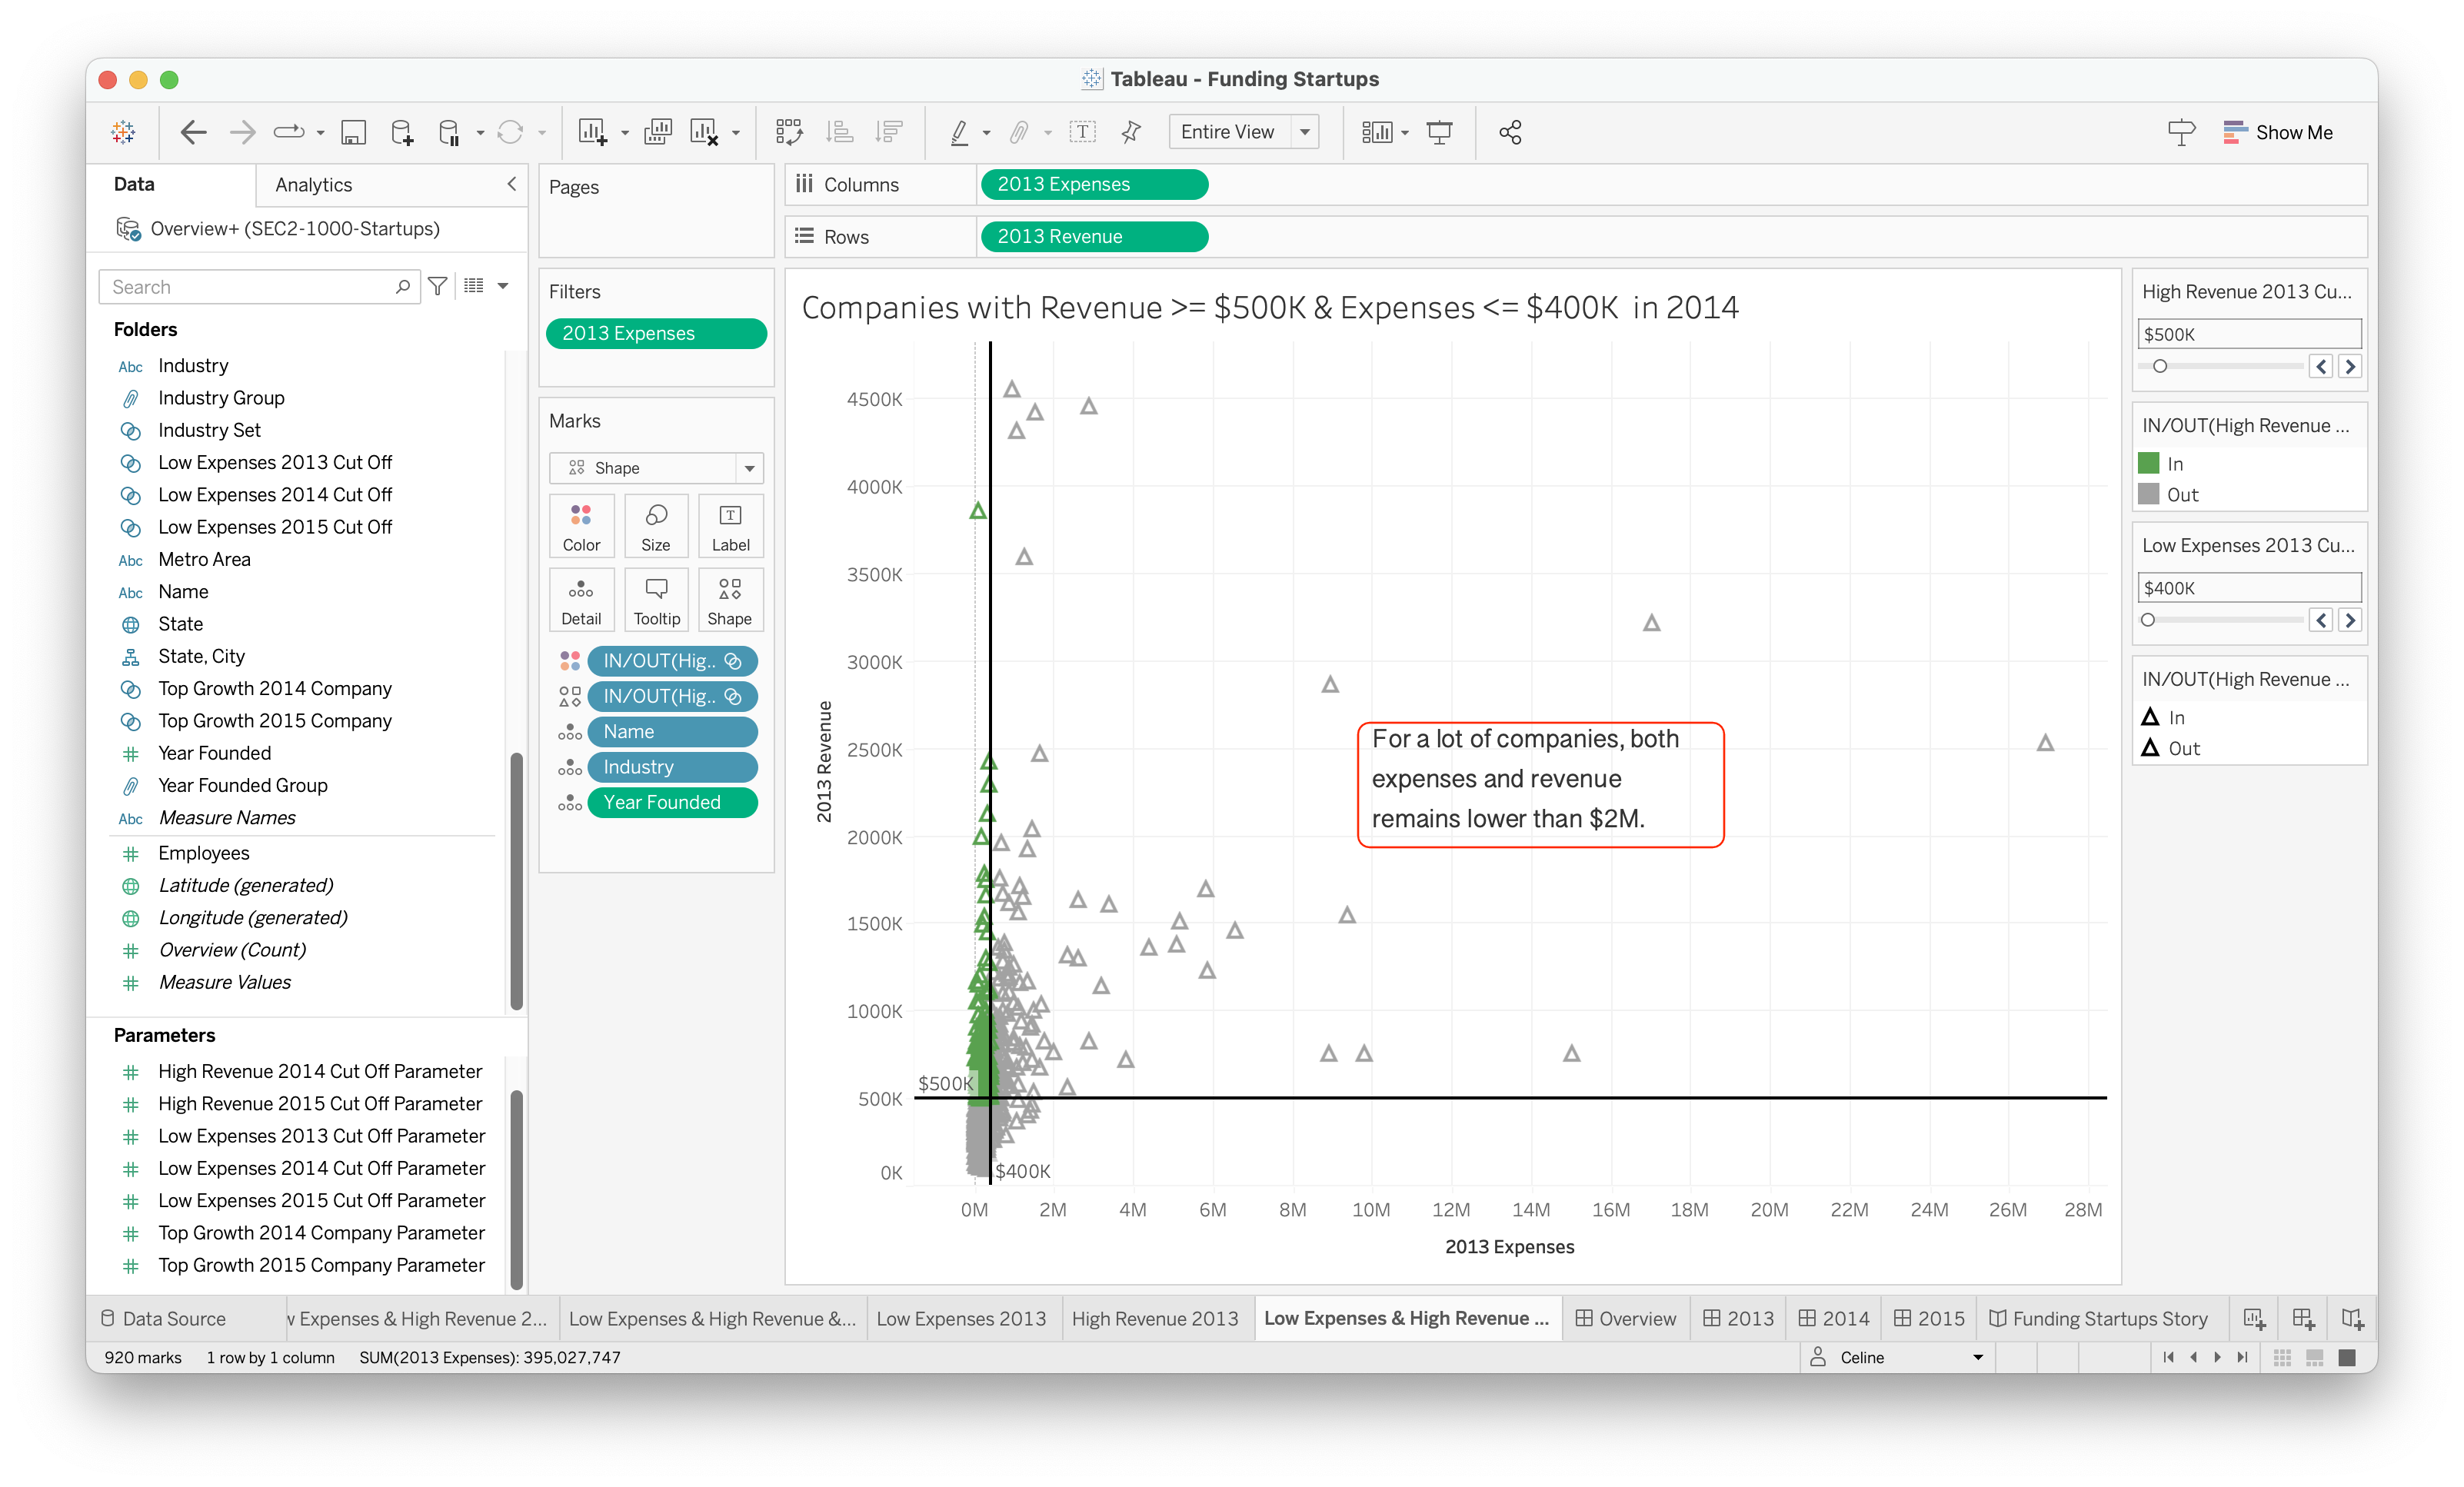 Tableau - Funding Startups
Entire View
Show Me
Data
Analytics
Overview+ (SEC2-1000-Startups)
Search
Folders
Abc Industry
Industry Group
Industry Set
Low Expenses 2013 Cut Off
Low Expenses 2014 Cut Off
Low Expenses 2015 Cut Off
Abc Metro Area
Abc Name
State
State, City
Top Growth 2014 Company
Top Growth 2015 Company
Year Founded
Year Founded Group
Abc Measure Names
Employees
Latitude (generated)
Longitude (generated)
Overview (Count)
Measure Values
Parameters
High Revenue 2014 Cut Off Parameter
High Revenue 2015 Cut Off Parameter
Low Expenses 2013 Cut Off Parameter
Low Expenses 2014 Cut Off Parameter
Low Expenses 2015 Cut Off Parameter
Top Growth 2014 Company Parameter
Top Growth 2015 Company Parameter
Pages
Filters
2013 Expenses
Marks
Shape
Color
Size
T
Label
Detail
Tooltip
Shape
IN/OUT(Hig..
IN/OUT(Hig..
Name
Industry
Year Founded
Columns
2013 Expenses
Rows
2013 Revenue
Companies with Revenue >= $500K & Expenses <= $400K in 2014
2013 Revenue
4500K
4000K
3500K
3000K
2500K
2000K
1500K
1000K
500K
0K
$500K
$400K
For a lot of companies, both
expenses and revenue
remains lower than $2M.
0M
2M
4M
6M
8M
10M
12M
14M
16M
18M
20M
22M
24M
26M
28M
2013 Expenses
High Revenue 2013 Cu...
$500K
IN/OUT(High Revenue ...
In
Out
Low Expenses 2013 Cu...
$400K
IN/OUT(High Revenue ...
In
Out
Data Source
v Expenses & High Revenue 2...
Low Expenses & High Revenue &...
Low Expenses 2013
High Revenue 2013
Low Expenses & High Revenue ...
Overview
2013
2014
2015
Funding Startups Story
920 marks
1 row by 1 column
SUM(2013 Expenses): 395,027,747
Celine